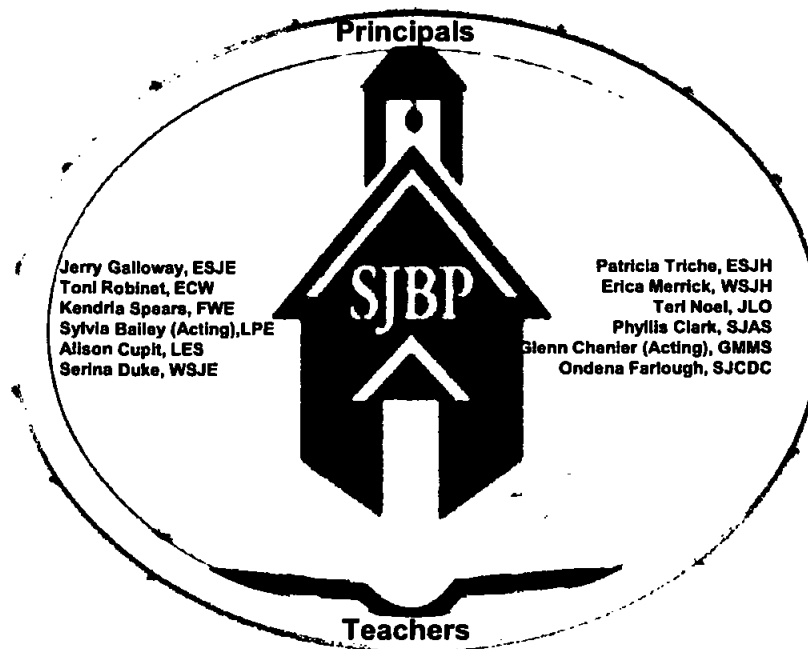 Principals
SJBP
Jerry Galloway, ESJE
Toni Robinet, ECW
Kendria Spears, FWE
Sylvia Bailey (Acting),LPE
Alison Cupit, LES
Serina Duke, WSJE
Patricia Triche, ESJH
Erica Merrick, WSJH
Teri Noel, JLO
Phyllis Clark, SJAS
Glenn Chenier (Acting), GMMS
Ondena Farlough, SJCDC
Teachers